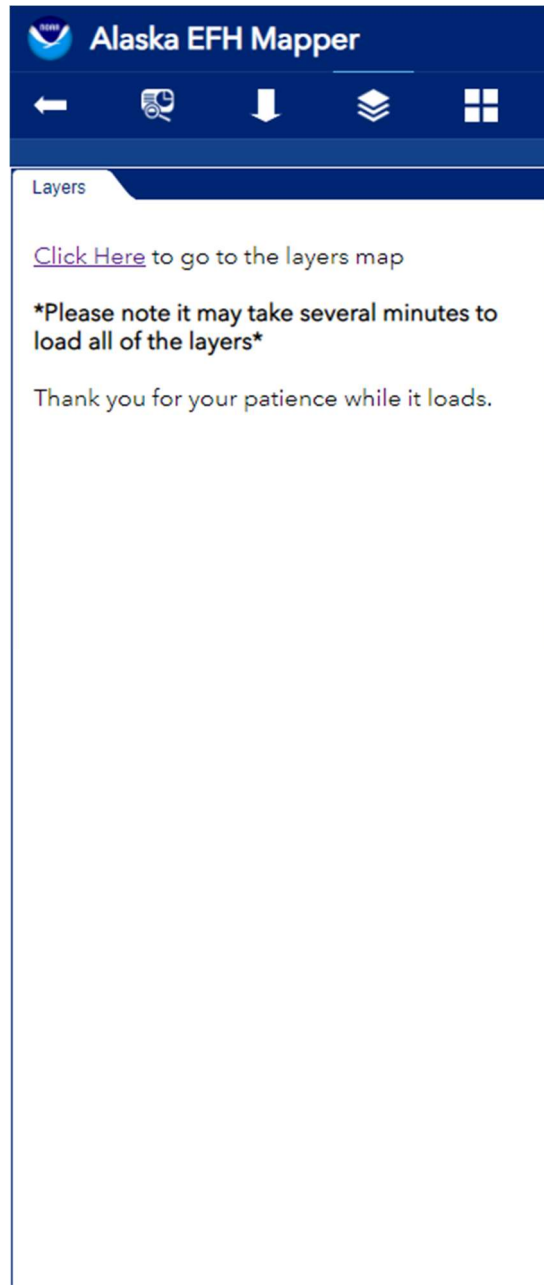 NOAA
Alaska EFH Mapper
Layers
Click Here to go to the layers map
*Please note it may take several minutes to
load all of the layers*
Thank you for your patience while it loads.